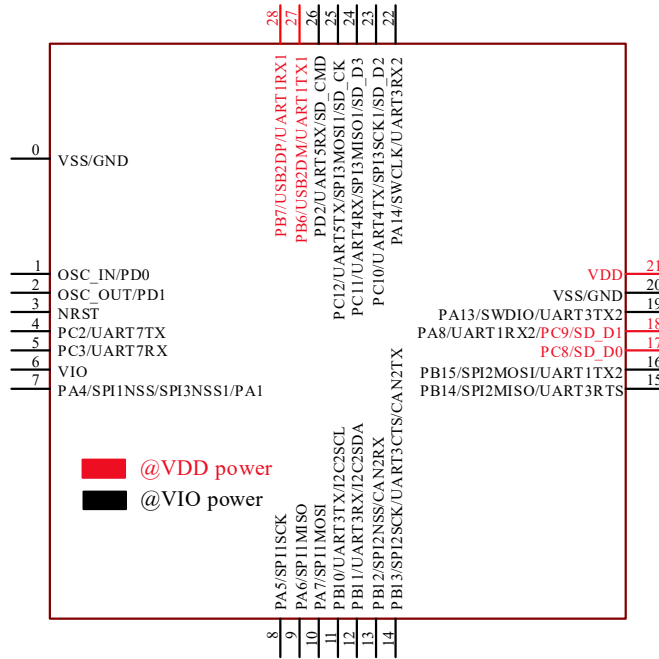 28
27
26
25
24
23
22
PB7/USB2DP/UART1RX1
PB6/USB2DM/UART1TX1
PD2/UART5RX/SD_CMD
PC12/UART5TX/SPI3MOSI1/SD_CK
PC11/UART4RX/SPI3MISO1/SD_D3
PC10/UART4TX/SPI3SCK1/SD_D2
PA14/SWCLK/UART3RX2
0 VSS/GND
1 OSC_IN/PD0
2 OSC_OUT/PD1
3 NRST
4 PC2/UART7TX
5 PC3/UART7RX
6 VIO
7 PA4/SPI1NSS/SPI3NSS1/PA1
VDD 21
VSS/GND 20
PA13/SWDIO/UART3TX2 19
PA8/UART1RX2/PC9/SD_D1 18
PC8/SD_D0 17
PB15/SPI2MOSI/UART1TX2 16
PB14/SPI2MISO/UART3RTS 15
@VDD power
@VIO power
PA5/SPI1SCK
PA6/SPI1MISO
PA7/SPI1MOSI
PB10/UART3TX/I2C2SCL
PB11/UART3RX/I2C2SDA
PB12/SPI2NSS/CAN2RX
PB13/SPI2SCK/UART3CTS/CAN2TX
8
9
10
11
12
13
14